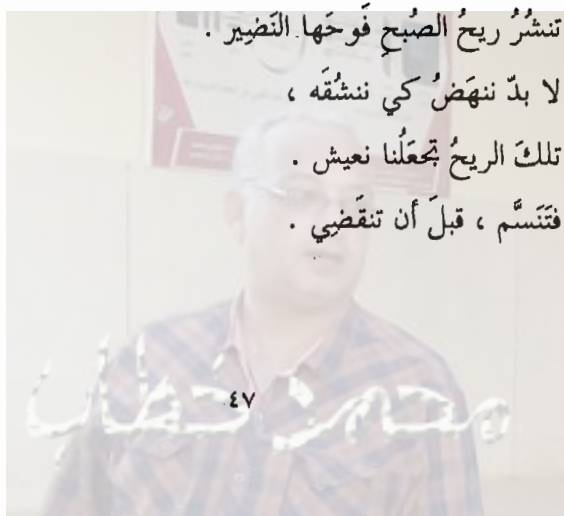 تنشُرُ ريحُ الصُبحِ فَوحَها النَضِير .
لا بدّ ننهَضُ كي ننشُقَه ،
تلكَ الريحُ تجعَلُنا نعيش .
فتَنَسَّم ، قبلَ أن تنقَضِي .
محمد خطاب
٤٧